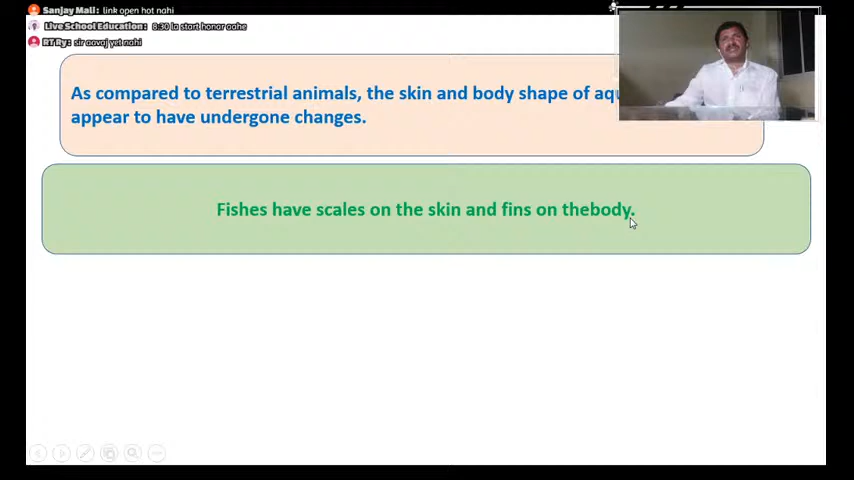 Sanjay Mali: link open hot nahi
Live School Education: 8:30 la start honar aahe
RT Ry: sir aavaj yet nahi
As compared to terrestrial animals, the skin and body shape of
appear to have undergone changes.
Fishes have scales on the skin and fins on thebody.